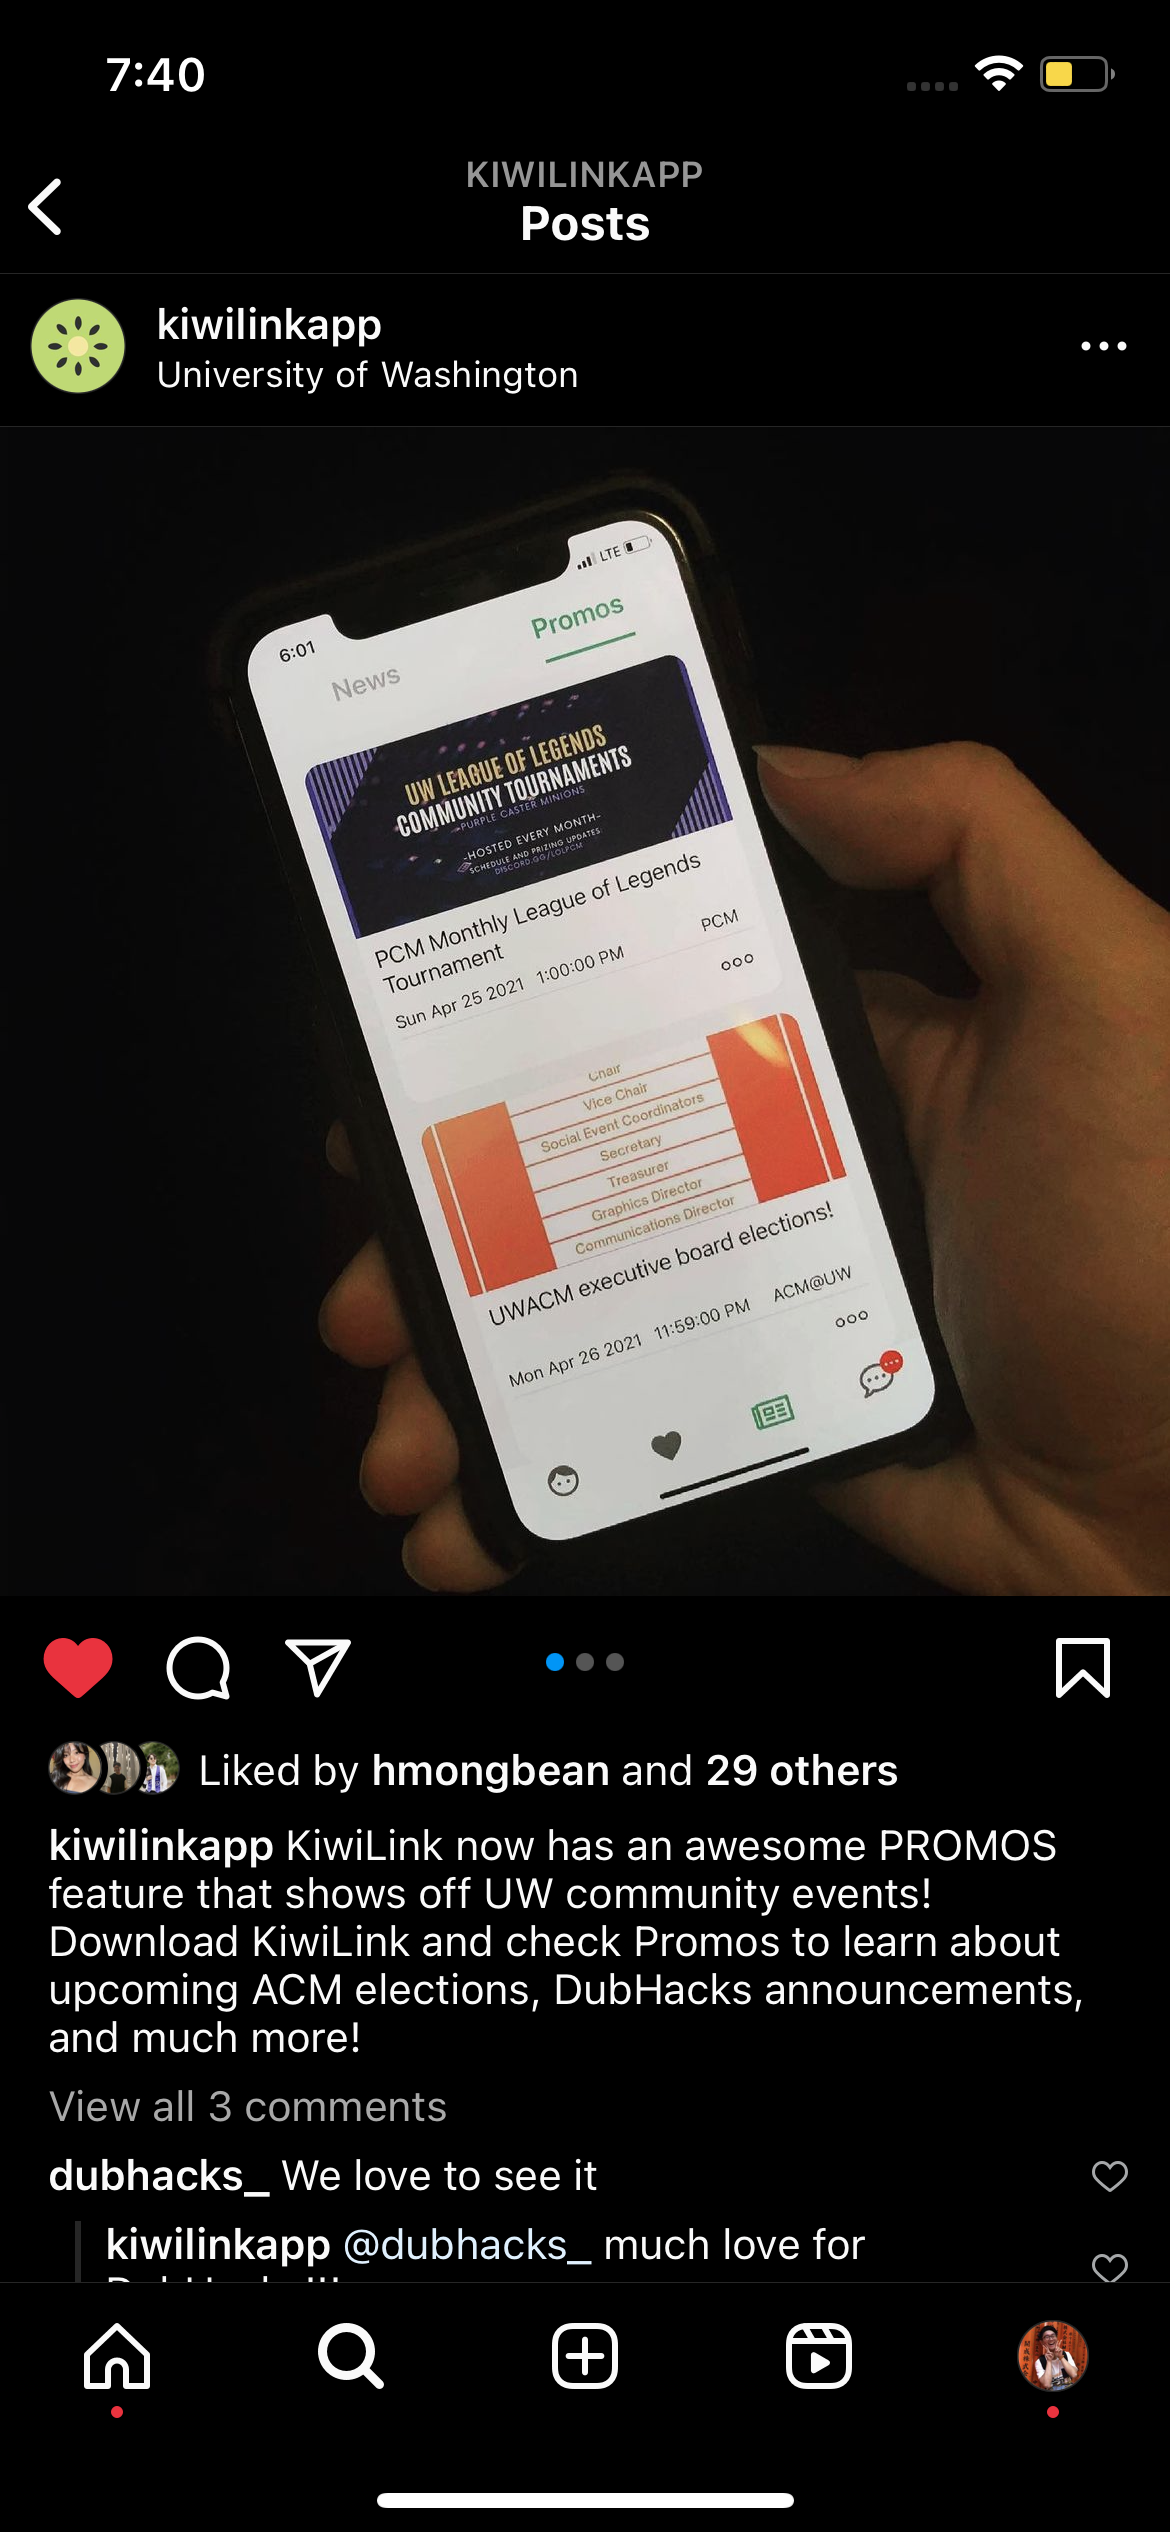 7:40
KIWILINKAPP
Posts
kiwilinkapp
University of Washington
LTE
6:01
News
Promos
UW LEAGUE OF LEGENDS
COMMUNITY TOURNAMENTS
PURPLE CASTER MINIONS
-HOSTED EVERY MONTH-
SCHEDULE AND PRIZING UPDATES:
DISCORD.GG/LOLPCM
PCM Monthly League of Legends
Tournament
Sun Apr 25 2021 1:00:00 PM
PCM
Chair
Vice Chair
Social Event Coordinators
Secretary
Treasurer
Graphics Director
Communications Director
UWACM executive board elections!
Mon Apr 26 2021 11:59:00 PM
ACM@UW
Liked by hmongbean and 29 others
kiwilinkapp KiwiLink now has an awesome PROMOS
feature that shows off UW community events!
Download KiwiLink and check Promos to learn about
upcoming ACM elections, DubHacks announcements,
and much more!
View all 3 comments
dubhacks_ We love to see it
kiwilinkapp @dubhacks_ much love for